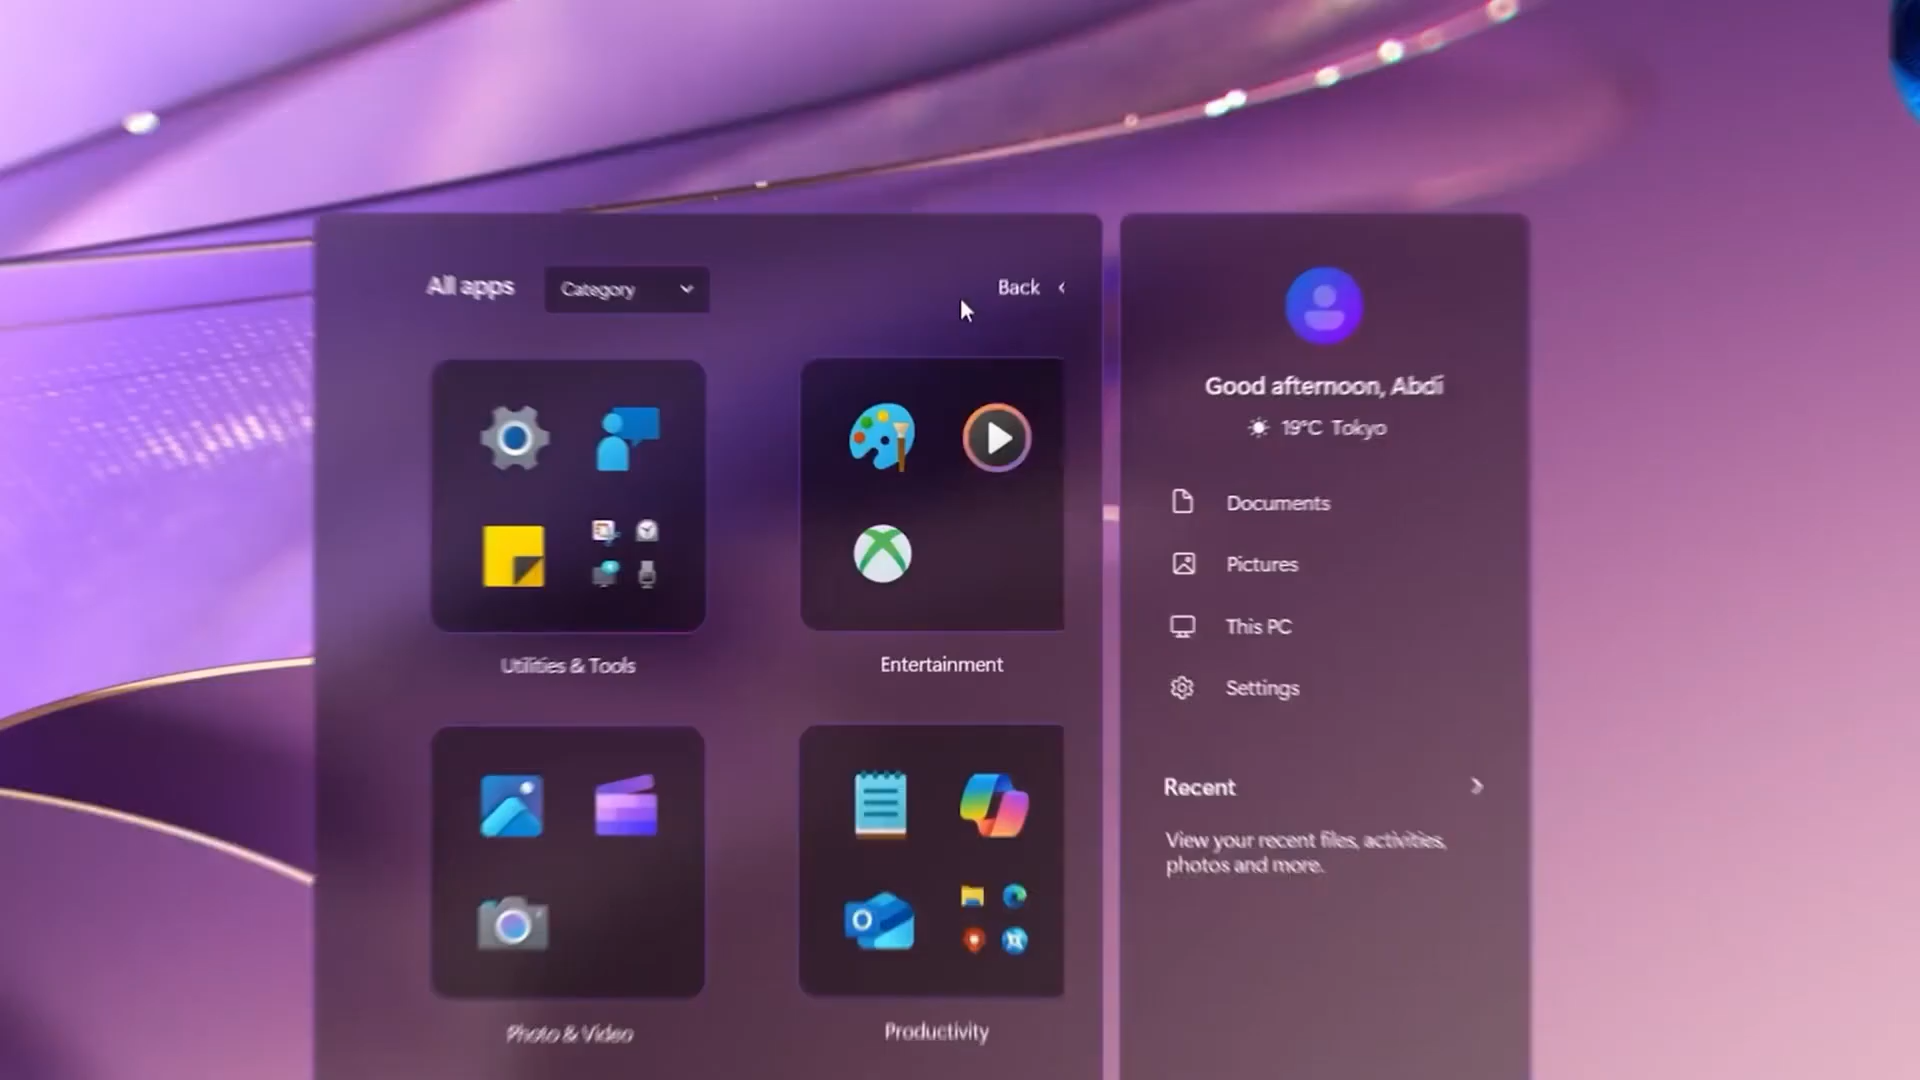 All apps
Category
Back
Utilities & Tools
Entertainment
Photo & Video
Productivity
Good afternoon, Abdi
19°C Tokyo
Documents
Pictures
This PC
Settings
Recent
View your recent files, activities,
photos and more.